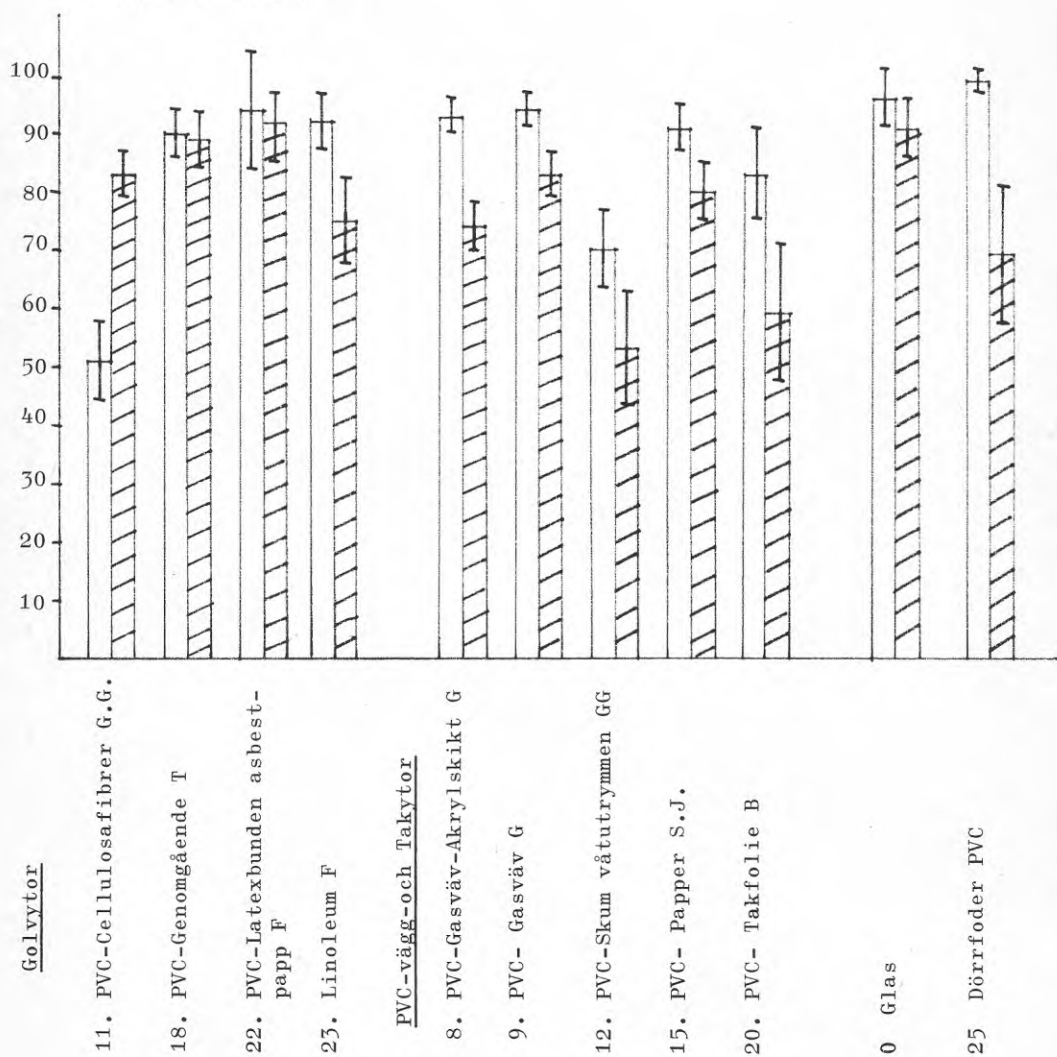 100
90
80
70
60
50
40
30
20
10
Golvytor
11. PVC-Cellulosafibrer G.G.
18. PVC-Genomgående T
22. PVC-Latexbunden asbest-
papp F
23. Linoleum F
PVC-vägg-och Takytor
8. PVC-Gasväv-Akrylskikt G
9. PVC- Gasväv G
12. PVC-Skum våtutrymmen GG
15. PVC- Papper S.J.
20. PVC- Takfolie B
0 Glas
25 Dörrfoder PVC